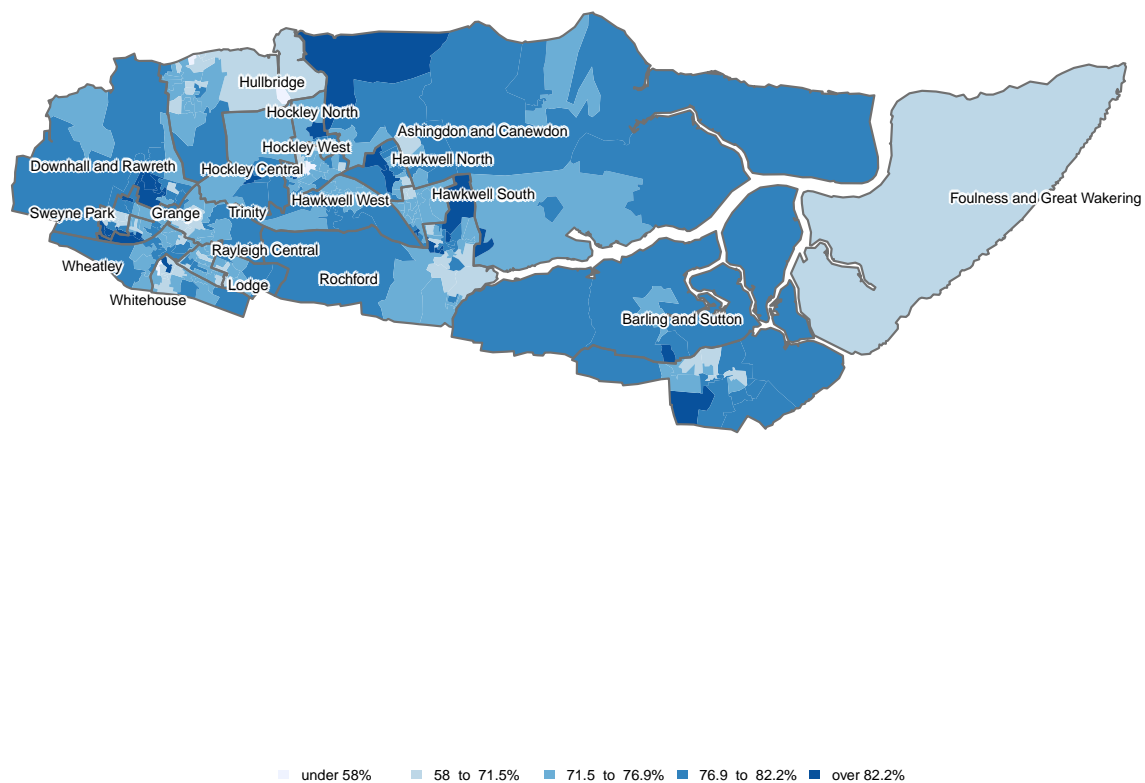 Hullbridge
Hockley North
Ashingdon and Canewdon
Hockley West
Hawkwell North
Downhall and Rawreth
Hockley Central
Hawkwell South
Foulness and Great Wakering
Hawkwell West
Sweyne Park
Grange
Trinity
Rayleigh Central
Wheatley
Rochford
Lodge
Whitehouse
Barling and Sutton
under 58%
58 to 71.5%
71.5 to 76.9%
76.9 to 82.2%
over 82.2%